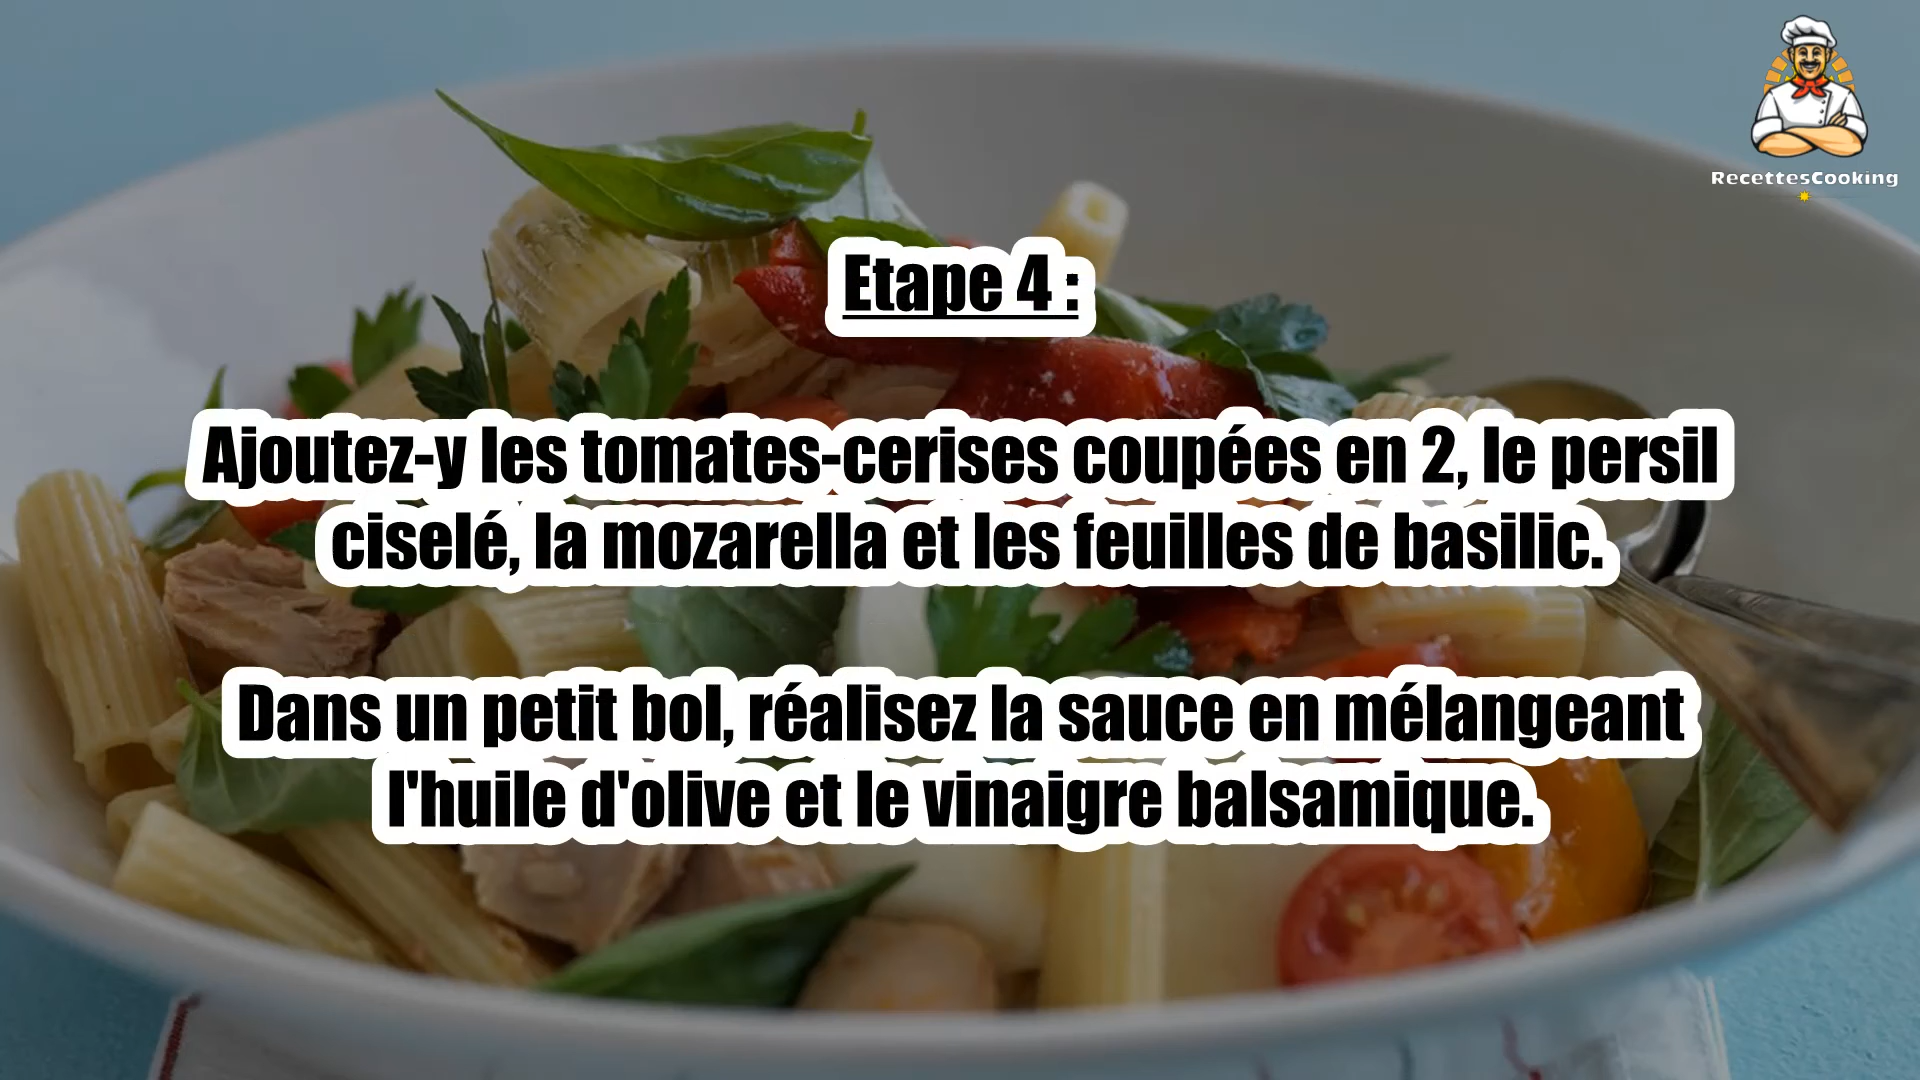 RecettesCooking
Etape 4 :
Ajoutez-y les tomates-cerises coupées en 2, le persil
ciselé, la mozarella et les feuilles de basilic.
Dans un petit bol, réalisez la sauce en mélangeant
l'huile d'olive et le vinaigre balsamique.